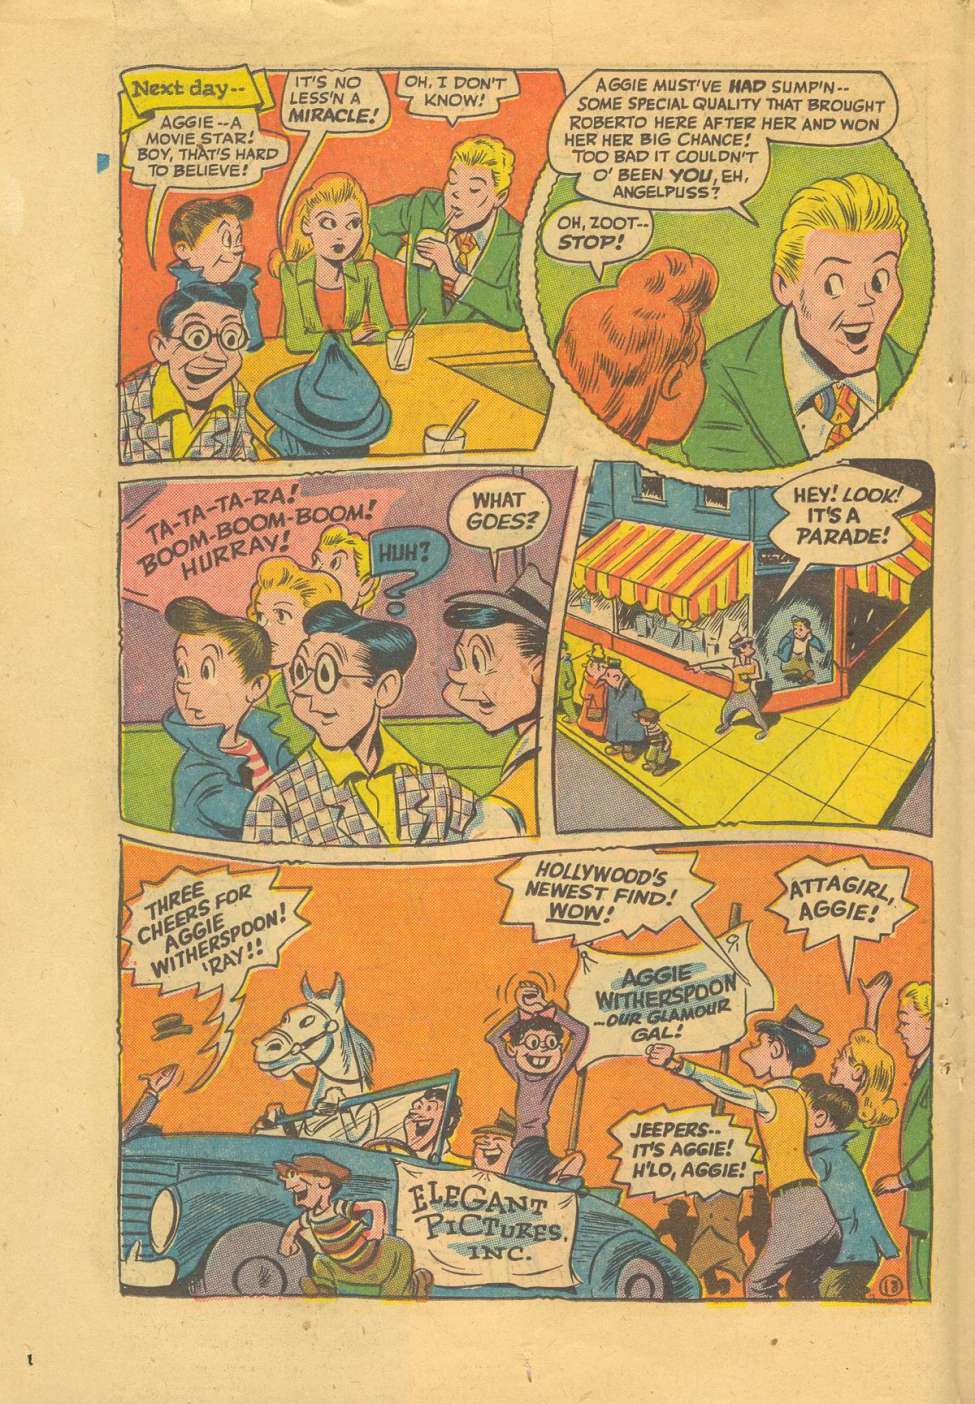 Next day--
AGGIE--A
MOVIE STAR!
BOY, THAT'S HARD
TO BELIEVE!
IT'S NO
LESS'N A
MIRACLE!
OH, I DON'T
KNOW!
AGGIE MUST'VE HAD SUMP'N--
SOME SPECIAL QUALITY THAT BROUGHT
ROBERTO HERE AFTER HER AND WON
HER HER BIG CHANCE!
TOO BAD IT COULDN'T
O' BEEN YOU, EH,
ANGELPUSS?
OH, ZOOT--
STOP!
TA-TA-TA-RA!
BOOM-BOOM-BOOM!
HURRAY!
HUH?
WHAT
GOES?
HEY! LOOK!
IT'S A
PARADE!
THREE
CHEERS FOR
AGGIE
WITHERSPOON!
'RAY!!
HOLLYWOOD'S
NEWEST FIND!
WOW!
ATTAGIRL,
AGGIE!
AGGIE
WITHERSPOON
--OUR GLAMOUR
GAL!
JEEPERS--
IT'S AGGIE!
H'LO, AGGIE!
ELEGANT
PICTURES,
INC.
13
1